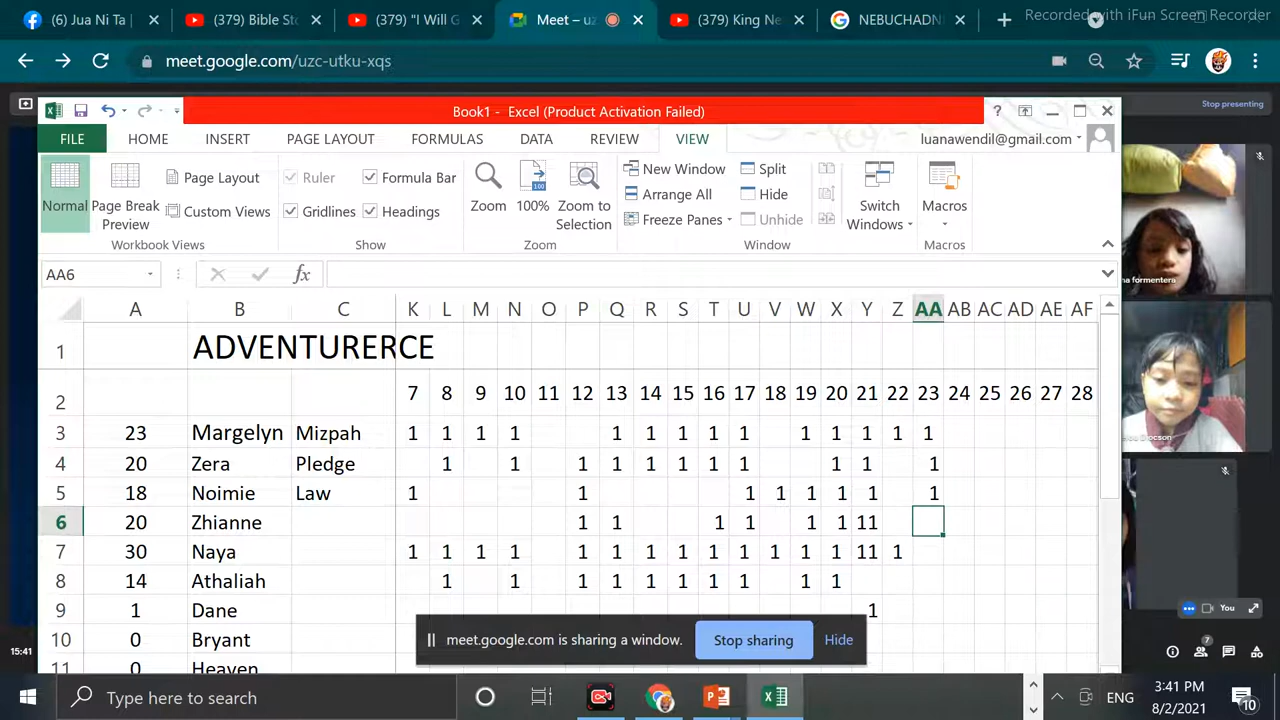 (6) Jua Ni Ta | (379) Bible Sto (379) "I Will G Meet – uz (379) King Ne NEBUCHADN
Recorded with iFun Screen Recorder
meet.google.com/uzc-utku-xqs
Stop presenting
Book1 - Excel (Product Activation Failed)
FILE HOME INSERT PAGE LAYOUT FORMULAS DATA REVIEW VIEW luanawendil@gmail.com
Normal Page Break Preview Page Layout Custom Views
Ruler Formula Bar
Gridlines Headings
Zoom 100% Zoom to Selection
New Window Arrange All Freeze Panes
Split Hide Unhide
Switch Windows Macros
Workbook Views Show Zoom Window Macros
AA6 fx
A B C K L M N O P Q R S T U V W X Y Z AA AB AC AD AE AF
1 ADVENTURERCE
2 7 8 9 10 11 12 13 14 15 16 17 18 19 20 21 22 23 24 25 26 27 28
3 23 Margelyn Mizpah 1 1 1 1 1 1 1 1 1 1 1 1 1 1
4 20 Zera Pledge 1 1 1 1 1 1 1 1 1 1 1
5 18 Noimie Law 1 1 1 1 1 1 1 1
6 20 Zhianne 1 1 1 1 1 1 11
7 30 Naya 1 1 1 1 1 1 1 1 1 1 1 1 1 11 1
8 14 Athaliah 1 1 1 1 1 1 1 1 1 1
9 1 Dane 1
10 0 Bryant
11 0 Heaven
meet.google.com is sharing a window. Stop sharing Hide
na formentera
You
7
15:41
Type here to search
ENG
3:41 PM
8/2/2021
10